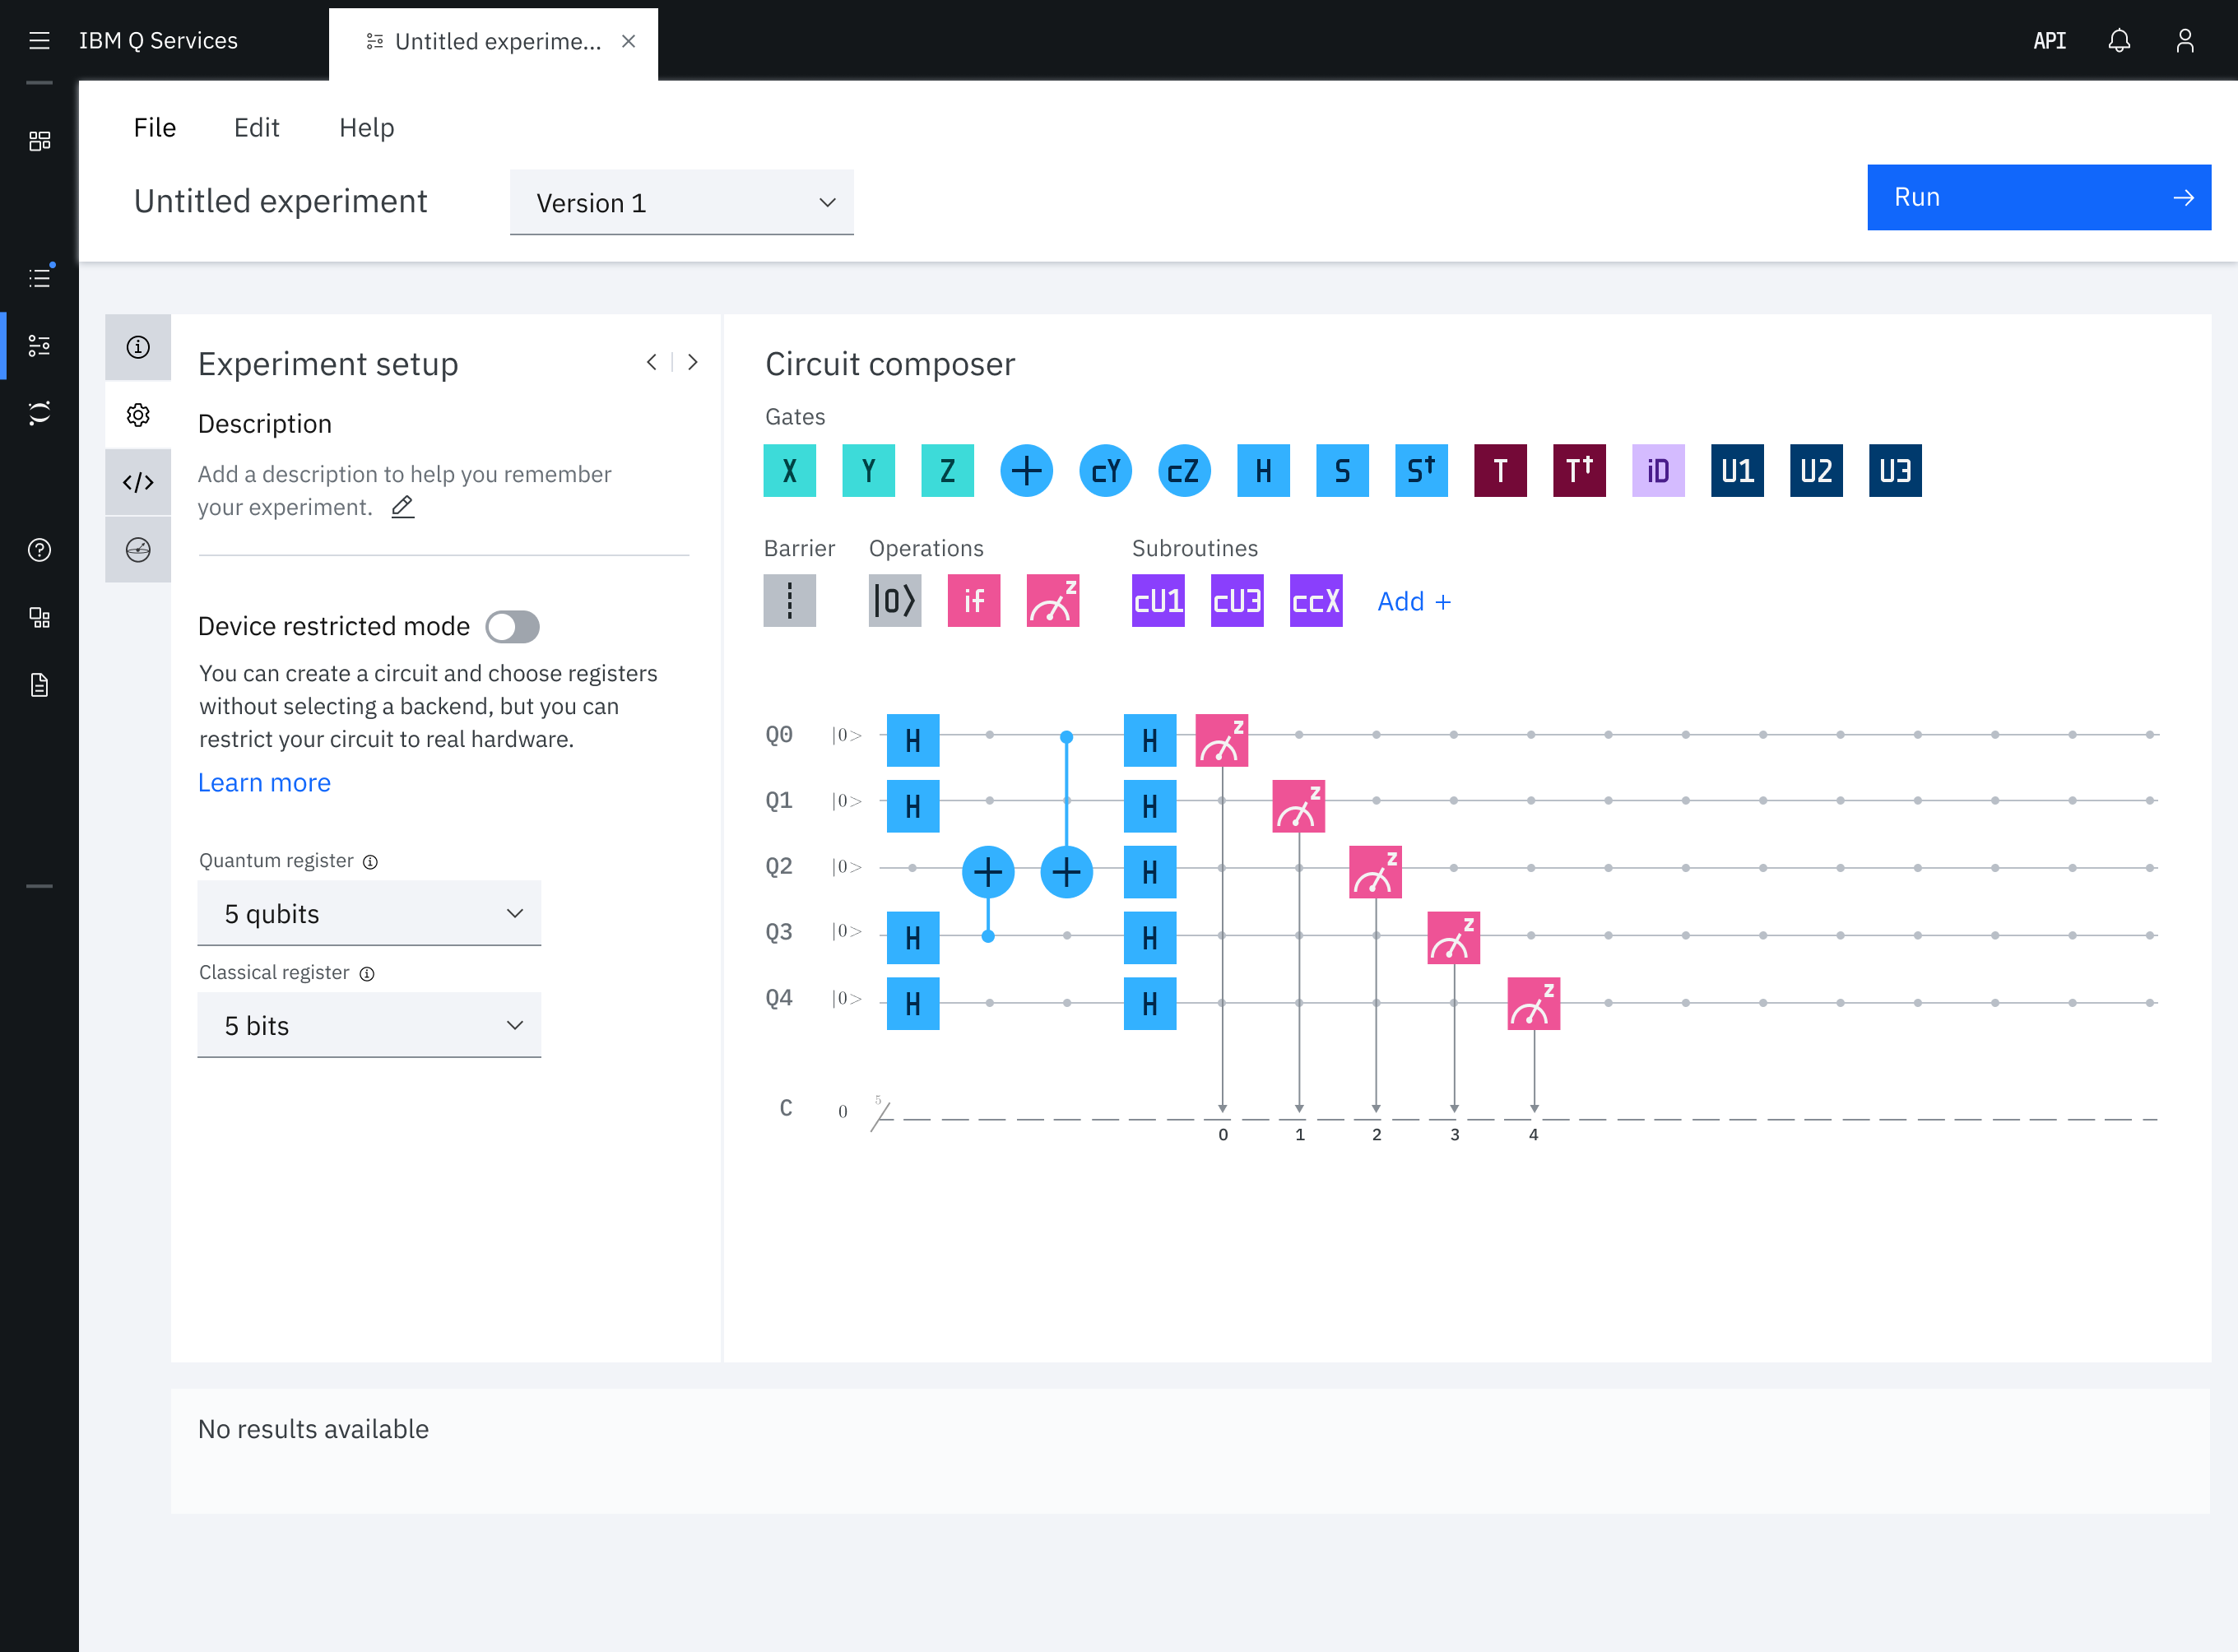 IBM Q Services
Untitled experime...
API
File Edit Help
Untitled experiment
Version 1
Run
Experiment setup
Description
Add a description to help you remember
your experiment.
Device restricted mode
You can create a circuit and choose registers
without selecting a backend, but you can
restrict your circuit to real hardware.
Learn more
Quantum register
5 qubits
Classical register
5 bits
Circuit composer
Gates
X Y Z + cY cZ H S S† T T† iD U1 U2 U3
Barrier Operations Subroutines
|0⟩ if z cU1 cU3 ccX Add +
Q0 |0> H H z
Q1 |0> H H z
Q2 |0> + + H z
Q3 |0> H H z
Q4 |0> H H z
C 0 5
0 1 2 3 4
No results available